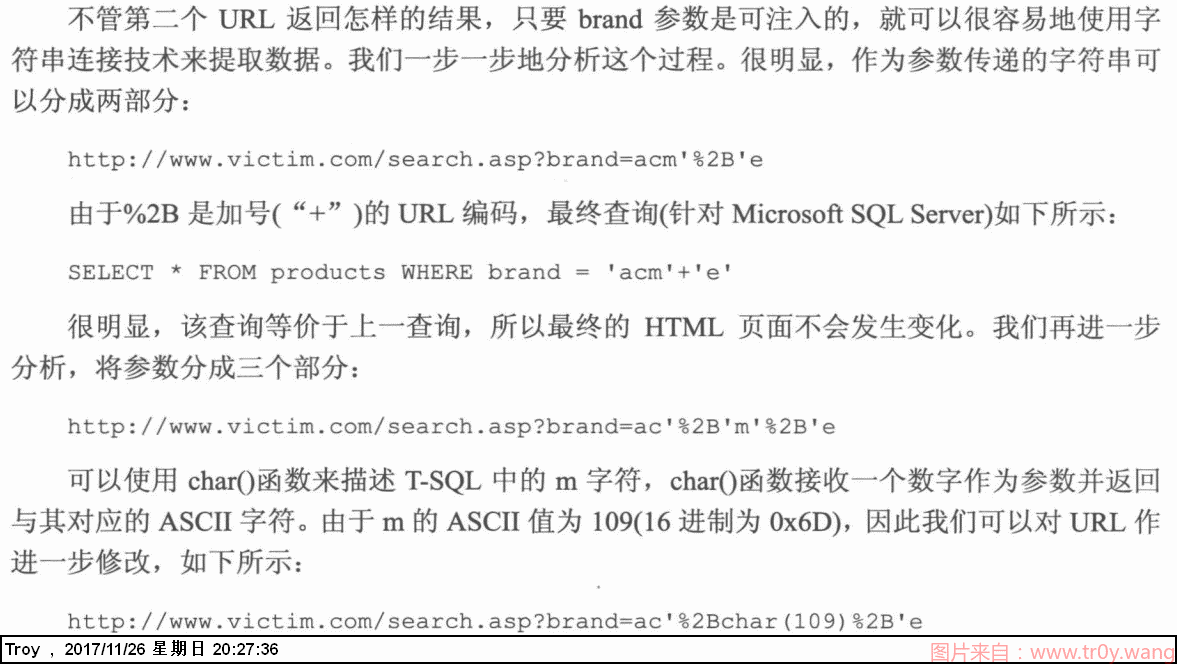 不管第二个 URL 返回怎样的结果，只要 brand 参数是可注入的，就可以很容易地使用字
符串连接技术来提取数据。我们一步一步地分析这个过程。很明显，作为参数传递的字符串可
以分成两部分：
http://www.victim.com/search.asp?brand=acm'%2B'e
由于%2B 是加号(“+”)的 URL 编码，最终查询(针对 Microsoft SQL Server)如下所示：
SELECT * FROM products WHERE brand = 'acm'+'e'
很明显，该查询等价于上一查询，所以最终的 HTML 页面不会发生变化。我们再进一步
分析，将参数分成三个部分：
http://www.victim.com/search.asp?brand=ac'%2B'm'%2B'e
可以使用 char()函数来描述 T-SQL 中的 m 字符，char()函数接收一个数字作为参数并返回
与其对应的 ASCII 字符。由于 m 的 ASCII 值为 109(16 进制为 0x6D)，因此我们可以对 URL 作
进一步修改，如下所示：
http://www.victim.com/search.asp?brand=ac'%2Bchar(109)%2B'e
Troy , 2017/11/26 星期日 20:27:36
图片来自：www.tr0y.wang